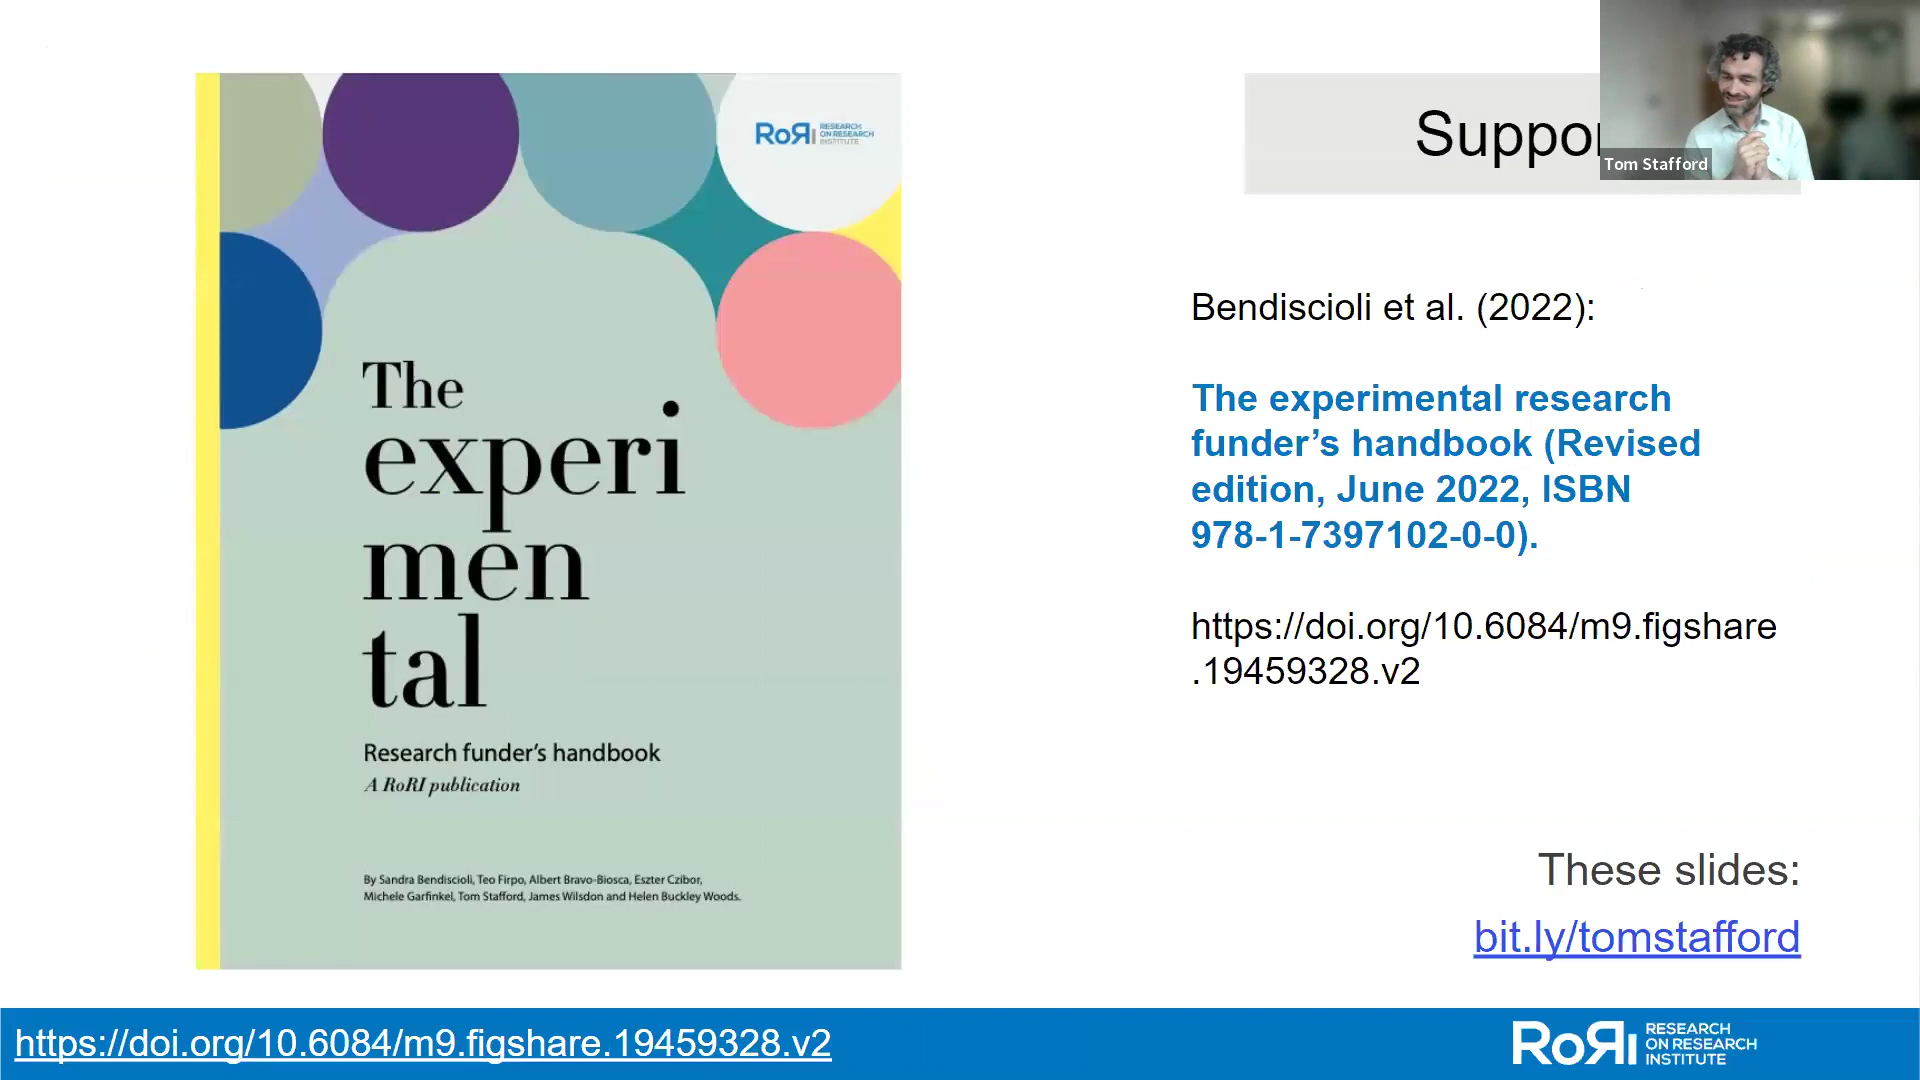 RoRI RESEARCH
ON RESEARCH
INSTITUTE
The
experi
men
tal
Research funder's handbook
A RoRI publication
By Sandra Bendiscioli, Teo Firpo, Albert Bravo-Biosca, Eszter Czibor,
Michele Garfinkel, Tom Stafford, James Wilsdon and Helen Buckley Woods.
Suppor
Tom Stafford
Bendiscioli et al. (2022):
The experimental research
funder’s handbook (Revised
edition, June 2022, ISBN
978-1-7397102-0-0).
https://doi.org/10.6084/m9.figshare
.19459328.v2
These slides:
bit.ly/tomstafford
https://doi.org/10.6084/m9.figshare.19459328.v2
RoRI RESEARCH
ON RESEARCH
INSTITUTE